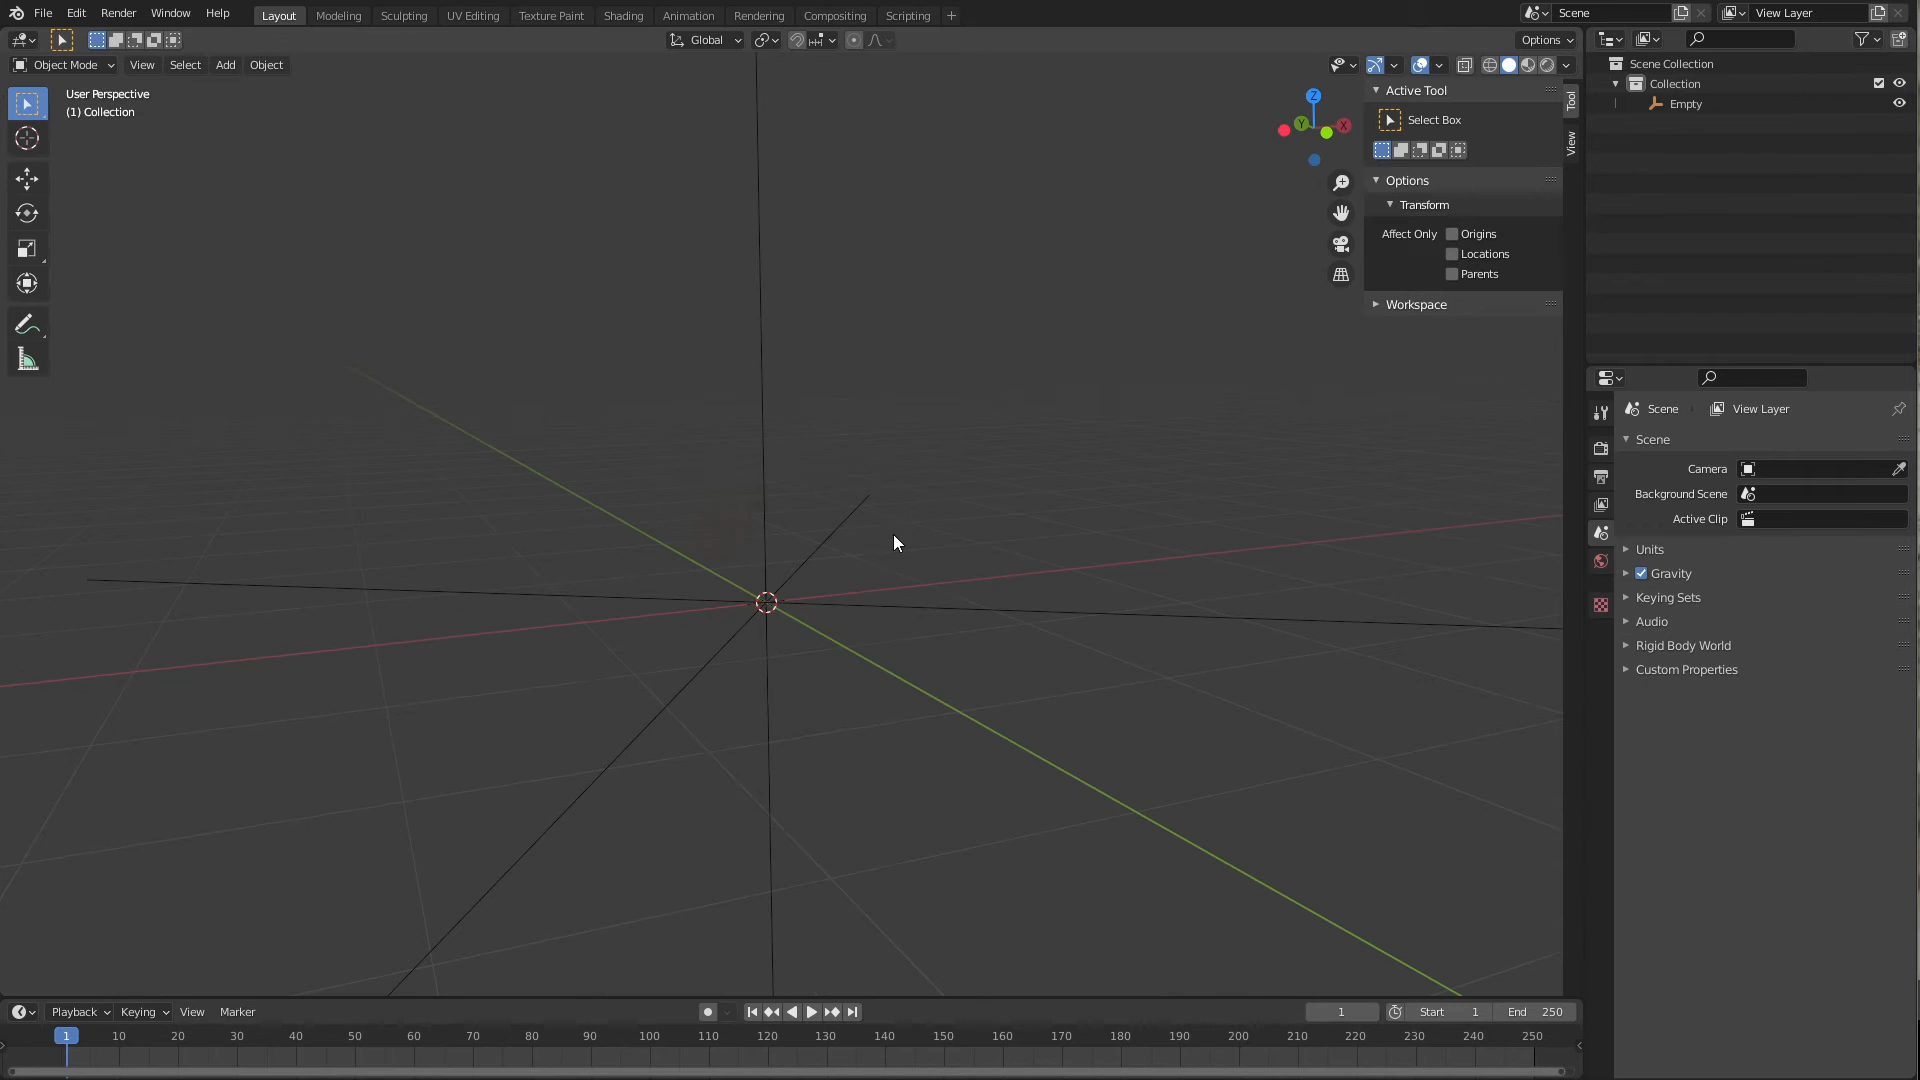 File Edit Render Window Help
Layout Modeling Sculpting UV Editing Texture Paint Shading Animation Rendering Compositing Scripting +
Scene
View Layer
Global
Options
Object Mode View Select Add Object
User Perspective
(1) Collection
Z
Y
X
Active Tool
Select Box
Options
Transform
Affect Only Origins
Locations
Parents
Workspace
Tool
View
Scene Collection
Collection
Empty
Scene View Layer
Scene
Camera
Background Scene
Active Clip
Units
Gravity
Keying Sets
Audio
Rigid Body World
Custom Properties
Playback Keying View Marker
1 Start 1 End 250
1 10 20 30 40 50 60 70 80 90 100 110 120 130 140 150 160 170 180 190 200 210 220 230 240 250